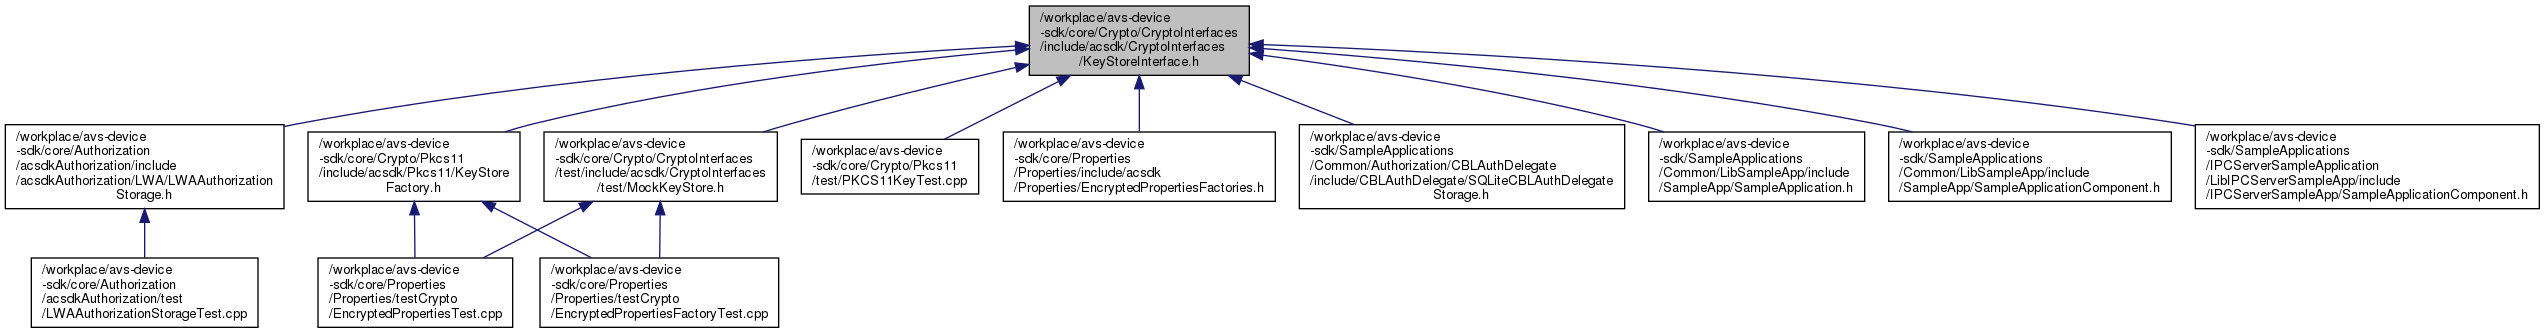 /workplace/avs-device
-sdk/core/Crypto/CryptoInterfaces
/include/acsdk/CryptoInterfaces
/KeyStoreInterface.h
/workplace/avs-device
-sdk/core/Authorization
/acsdkAuthorization/include
/acsdkAuthorization/LWA/LWAAuthorization
Storage.h
/workplace/avs-device
-sdk/core/Crypto/Pkcs11
/include/acsdk/Pkcs11/KeyStore
Factory.h
/workplace/avs-device
-sdk/core/Crypto/CryptoInterfaces
/test/include/acsdk/CryptoInterfaces
/test/MockKeyStore.h
/workplace/avs-device
-sdk/core/Crypto/Pkcs11
/test/PKCS11KeyTest.cpp
/workplace/avs-device
-sdk/core/Properties
/Properties/include/acsdk
/Properties/EncryptedPropertiesFactories.h
/workplace/avs-device
-sdk/SampleApplications
/Common/Authorization/CBLAuthDelegate
/include/CBLAuthDelegate/SQLiteCBLAuthDelegate
Storage.h
/workplace/avs-device
-sdk/SampleApplications
/Common/LibSampleApp/include
/SampleApp/SampleApplication.h
/workplace/avs-device
-sdk/SampleApplications
/Common/LibSampleApp/include
/SampleApp/SampleApplicationComponent.h
/workplace/avs-device
-sdk/SampleApplications
/IPCServerSampleApplication
/LibIPCServerSampleApp/include
/IPCServerSampleApp/SampleApplicationComponent.h
/workplace/avs-device
-sdk/core/Authorization
/acsdkAuthorization/test
/LWAAuthorizationStorageTest.cpp
/workplace/avs-device
-sdk/core/Properties
/Properties/testCrypto
/EncryptedPropertiesTest.cpp
/workplace/avs-device
-sdk/core/Properties
/Properties/testCrypto
/EncryptedPropertiesFactoryTest.cpp